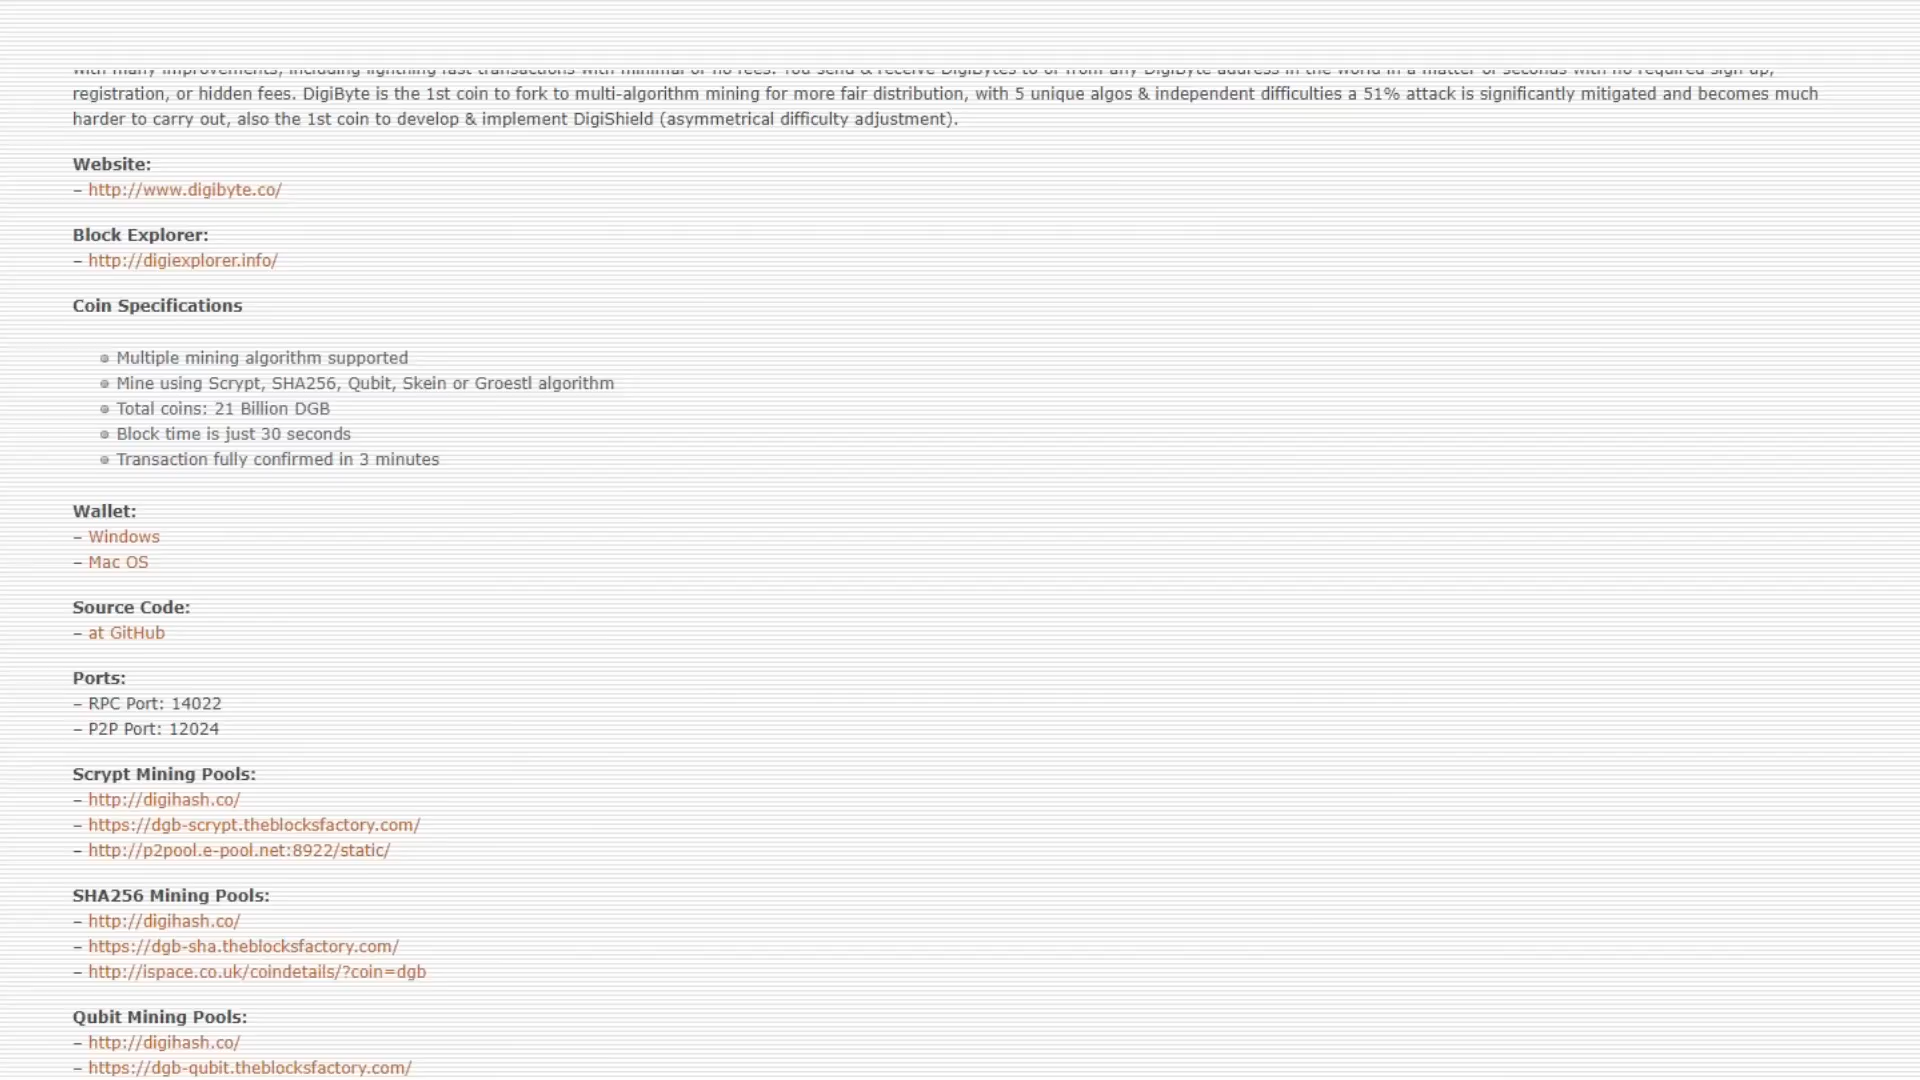 with many improvements, including lightning fast transactions with minimal or no fees. You send & receive DigiBytes to or from any DigiByte address in the world in a matter of seconds with no required sign up,
registration, or hidden fees. DigiByte is the 1st coin to fork to multi-algorithm mining for more fair distribution, with 5 unique algos & independent difficulties a 51% attack is significantly mitigated and becomes much
harder to carry out, also the 1st coin to develop & implement DigiShield (asymmetrical difficulty adjustment).
Website:
– http://www.digibyte.co/
Block Explorer:
– http://digiexplorer.info/
Coin Specifications
Multiple mining algorithm supported
Mine using Scrypt, SHA256, Qubit, Skein or Groestl algorithm
Total coins: 21 Billion DGB
Block time is just 30 seconds
Transaction fully confirmed in 3 minutes
Wallet:
– Windows
– Mac OS
Source Code:
– at GitHub
Ports:
– RPC Port: 14022
– P2P Port: 12024
Scrypt Mining Pools:
– http://digihash.co/
– https://dgb-scrypt.theblocksfactory.com/
– http://p2pool.e-pool.net:8922/static/
SHA256 Mining Pools:
– http://digihash.co/
– https://dgb-sha.theblocksfactory.com/
– http://ispace.co.uk/coindetails/?coin=dgb
Qubit Mining Pools:
– http://digihash.co/
– https://dgb-qubit.theblocksfactory.com/